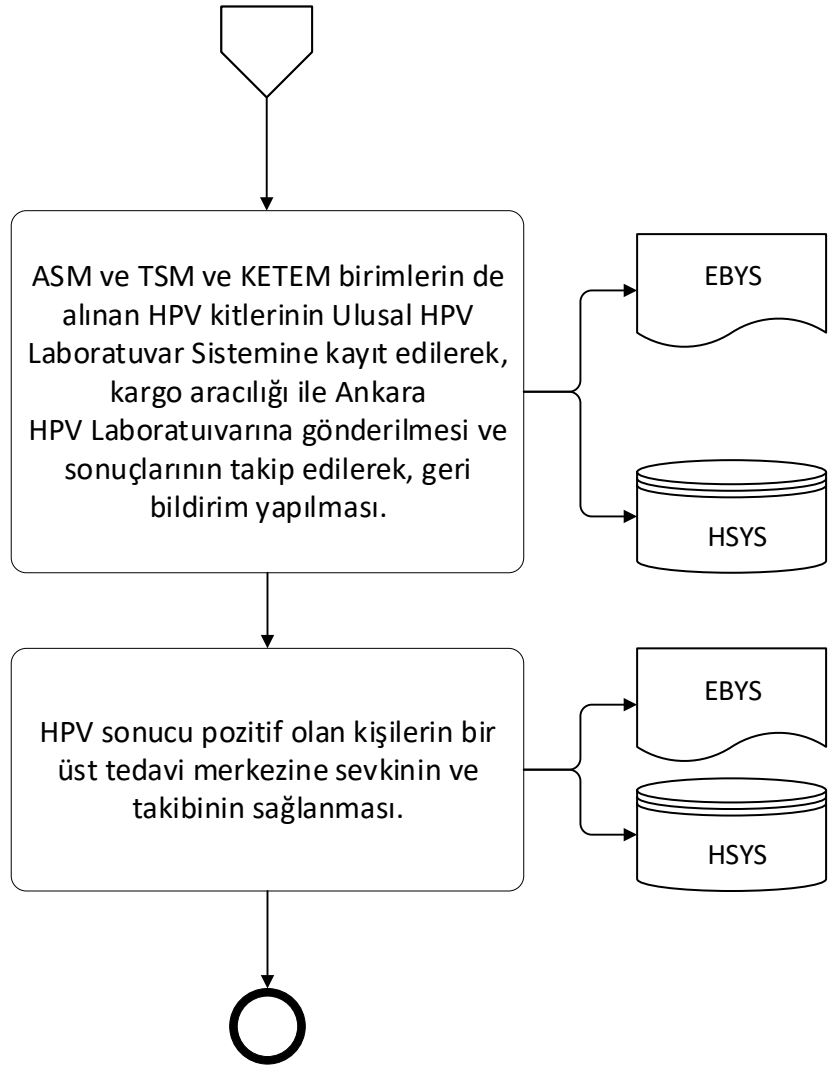 ASM ve TSM ve KETEM birimlerin de
alınan HPV kitlerinin Ulusal HPV
Laboratuvar Sistemine kayıt edilerek,
kargo aracılığı ile Ankara
HPV Laboratuıvarına gönderilmesi ve
sonuçlarının takip edilerek, geri
bildirim yapılması.
EBYS
HSYS
HPV sonucu pozitif olan kişilerin bir
üst tedavi merkezine sevkinin ve
takibinin sağlanması.
EBYS
HSYS